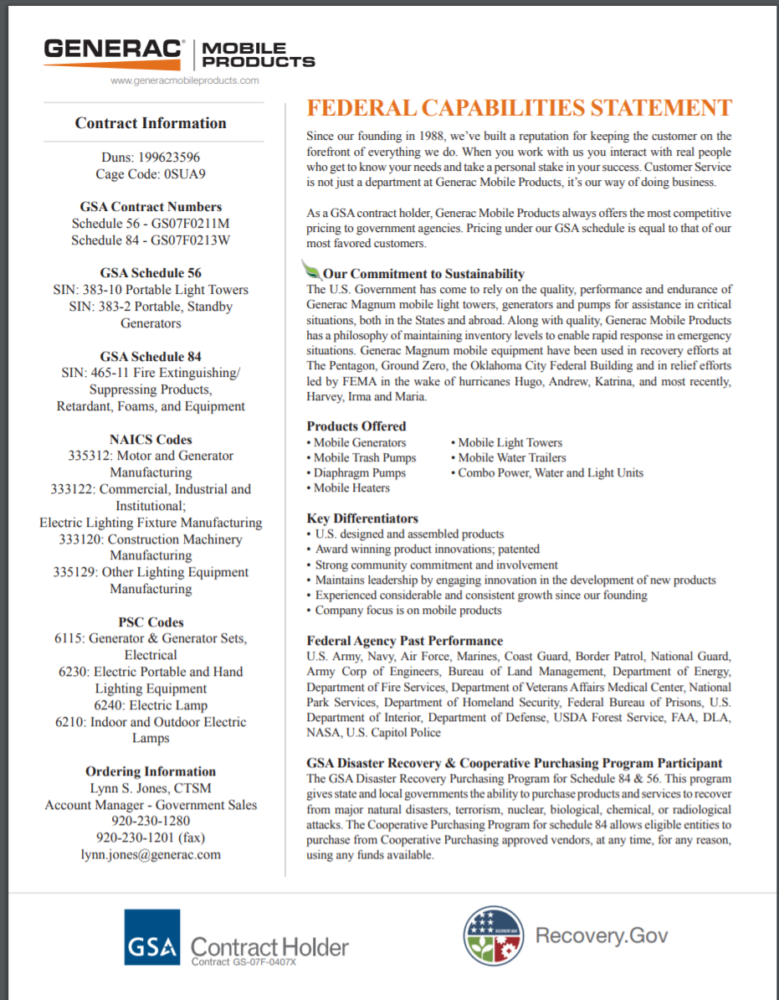 GENERAC® MOBILE
PRODUCTS
www.generacmobileproducts.com
Contract Information
Duns: 199623596
Cage Code: 0SUA9
GSA Contract Numbers
Schedule 56 - GS07F0211M
Schedule 84 - GS07F0213W
GSA Schedule 56
SIN: 383-10 Portable Light Towers
SIN: 383-2 Portable, Standby
Generators
GSA Schedule 84
SIN: 465-11 Fire Extinguishing/
Suppressing Products,
Retardant, Foams, and Equipment
NAICS Codes
335312: Motor and Generator
Manufacturing
333122: Commercial, Industrial and
Institutional;
Electric Lighting Fixture Manufacturing
333120: Construction Machinery
Manufacturing
335129: Other Lighting Equipment
Manufacturing
PSC Codes
6115: Generator & Generator Sets,
Electrical
6230: Electric Portable and Hand
Lighting Equipment
6240: Electric Lamp
6210: Indoor and Outdoor Electric
Lamps
Ordering Information
Lynn S. Jones, CTSM
Account Manager - Government Sales
920-230-1280
920-230-1201 (fax)
lynn.jones@generac.com
FEDERAL CAPABILITIES STATEMENT
Since our founding in 1988, we've built a reputation for keeping the customer on the
forefront of everything we do. When you work with us you interact with real people
who get to know your needs and take a personal stake in your success. Customer Service
is not just a department at Generac Mobile Products, it's our way of doing business.
As a GSA contract holder, Generac Mobile Products always offers the most competitive
pricing to government agencies. Pricing under our GSA schedule is equal to that of our
most favored customers.
Our Commitment to Sustainability
The U.S. Government has come to rely on the quality, performance and endurance of
Generac Magnum mobile light towers, generators and pumps for assistance in critical
situations, both in the States and abroad. Along with quality, Generac Mobile Products
has a philosophy of maintaining inventory levels to enable rapid response in emergency
situations. Generac Magnum mobile equipment have been used in recovery efforts at
The Pentagon, Ground Zero, the Oklahoma City Federal Building and in relief efforts
led by FEMA in the wake of hurricanes Hugo, Andrew, Katrina, and most recently,
Harvey, Irma and Maria.
Products Offered
• Mobile Generators
• Mobile Trash Pumps
• Diaphragm Pumps
• Mobile Heaters
• Mobile Light Towers
• Mobile Water Trailers
• Combo Power, Water and Light Units
Key Differentiators
• U.S. designed and assembled products
• Award winning product innovations; patented
• Strong community commitment and involvement
• Maintains leadership by engaging innovation in the development of new products
• Experienced considerable and consistent growth since our founding
• Company focus is on mobile products
Federal Agency Past Performance
U.S. Army, Navy, Air Force, Marines, Coast Guard, Border Patrol, National Guard,
Army Corp of Engineers, Bureau of Land Management, Department of Energy,
Department of Fire Services, Department of Veterans Affairs Medical Center, National
Park Services, Department of Homeland Security, Federal Bureau of Prisons, U.S.
Department of Interior, Department of Defense, USDA Forest Service, FAA, DLA,
NASA, U.S. Capitol Police
GSA Disaster Recovery & Cooperative Purchasing Program Participant
The GSA Disaster Recovery Purchasing Program for Schedule 84 & 56. This program
gives state and local governments the ability to purchase products and services to recover
from major natural disasters, terrorism, nuclear, biological, chemical, or radiological
attacks. The Cooperative Purchasing Program for schedule 84 allows eligible entities to
purchase from Cooperative Purchasing approved vendors, at any time, for any reason,
using any funds available.
GSA Contract Holder
Contract GS-07F-0407X
RECOVERY.GOV
Recovery.Gov